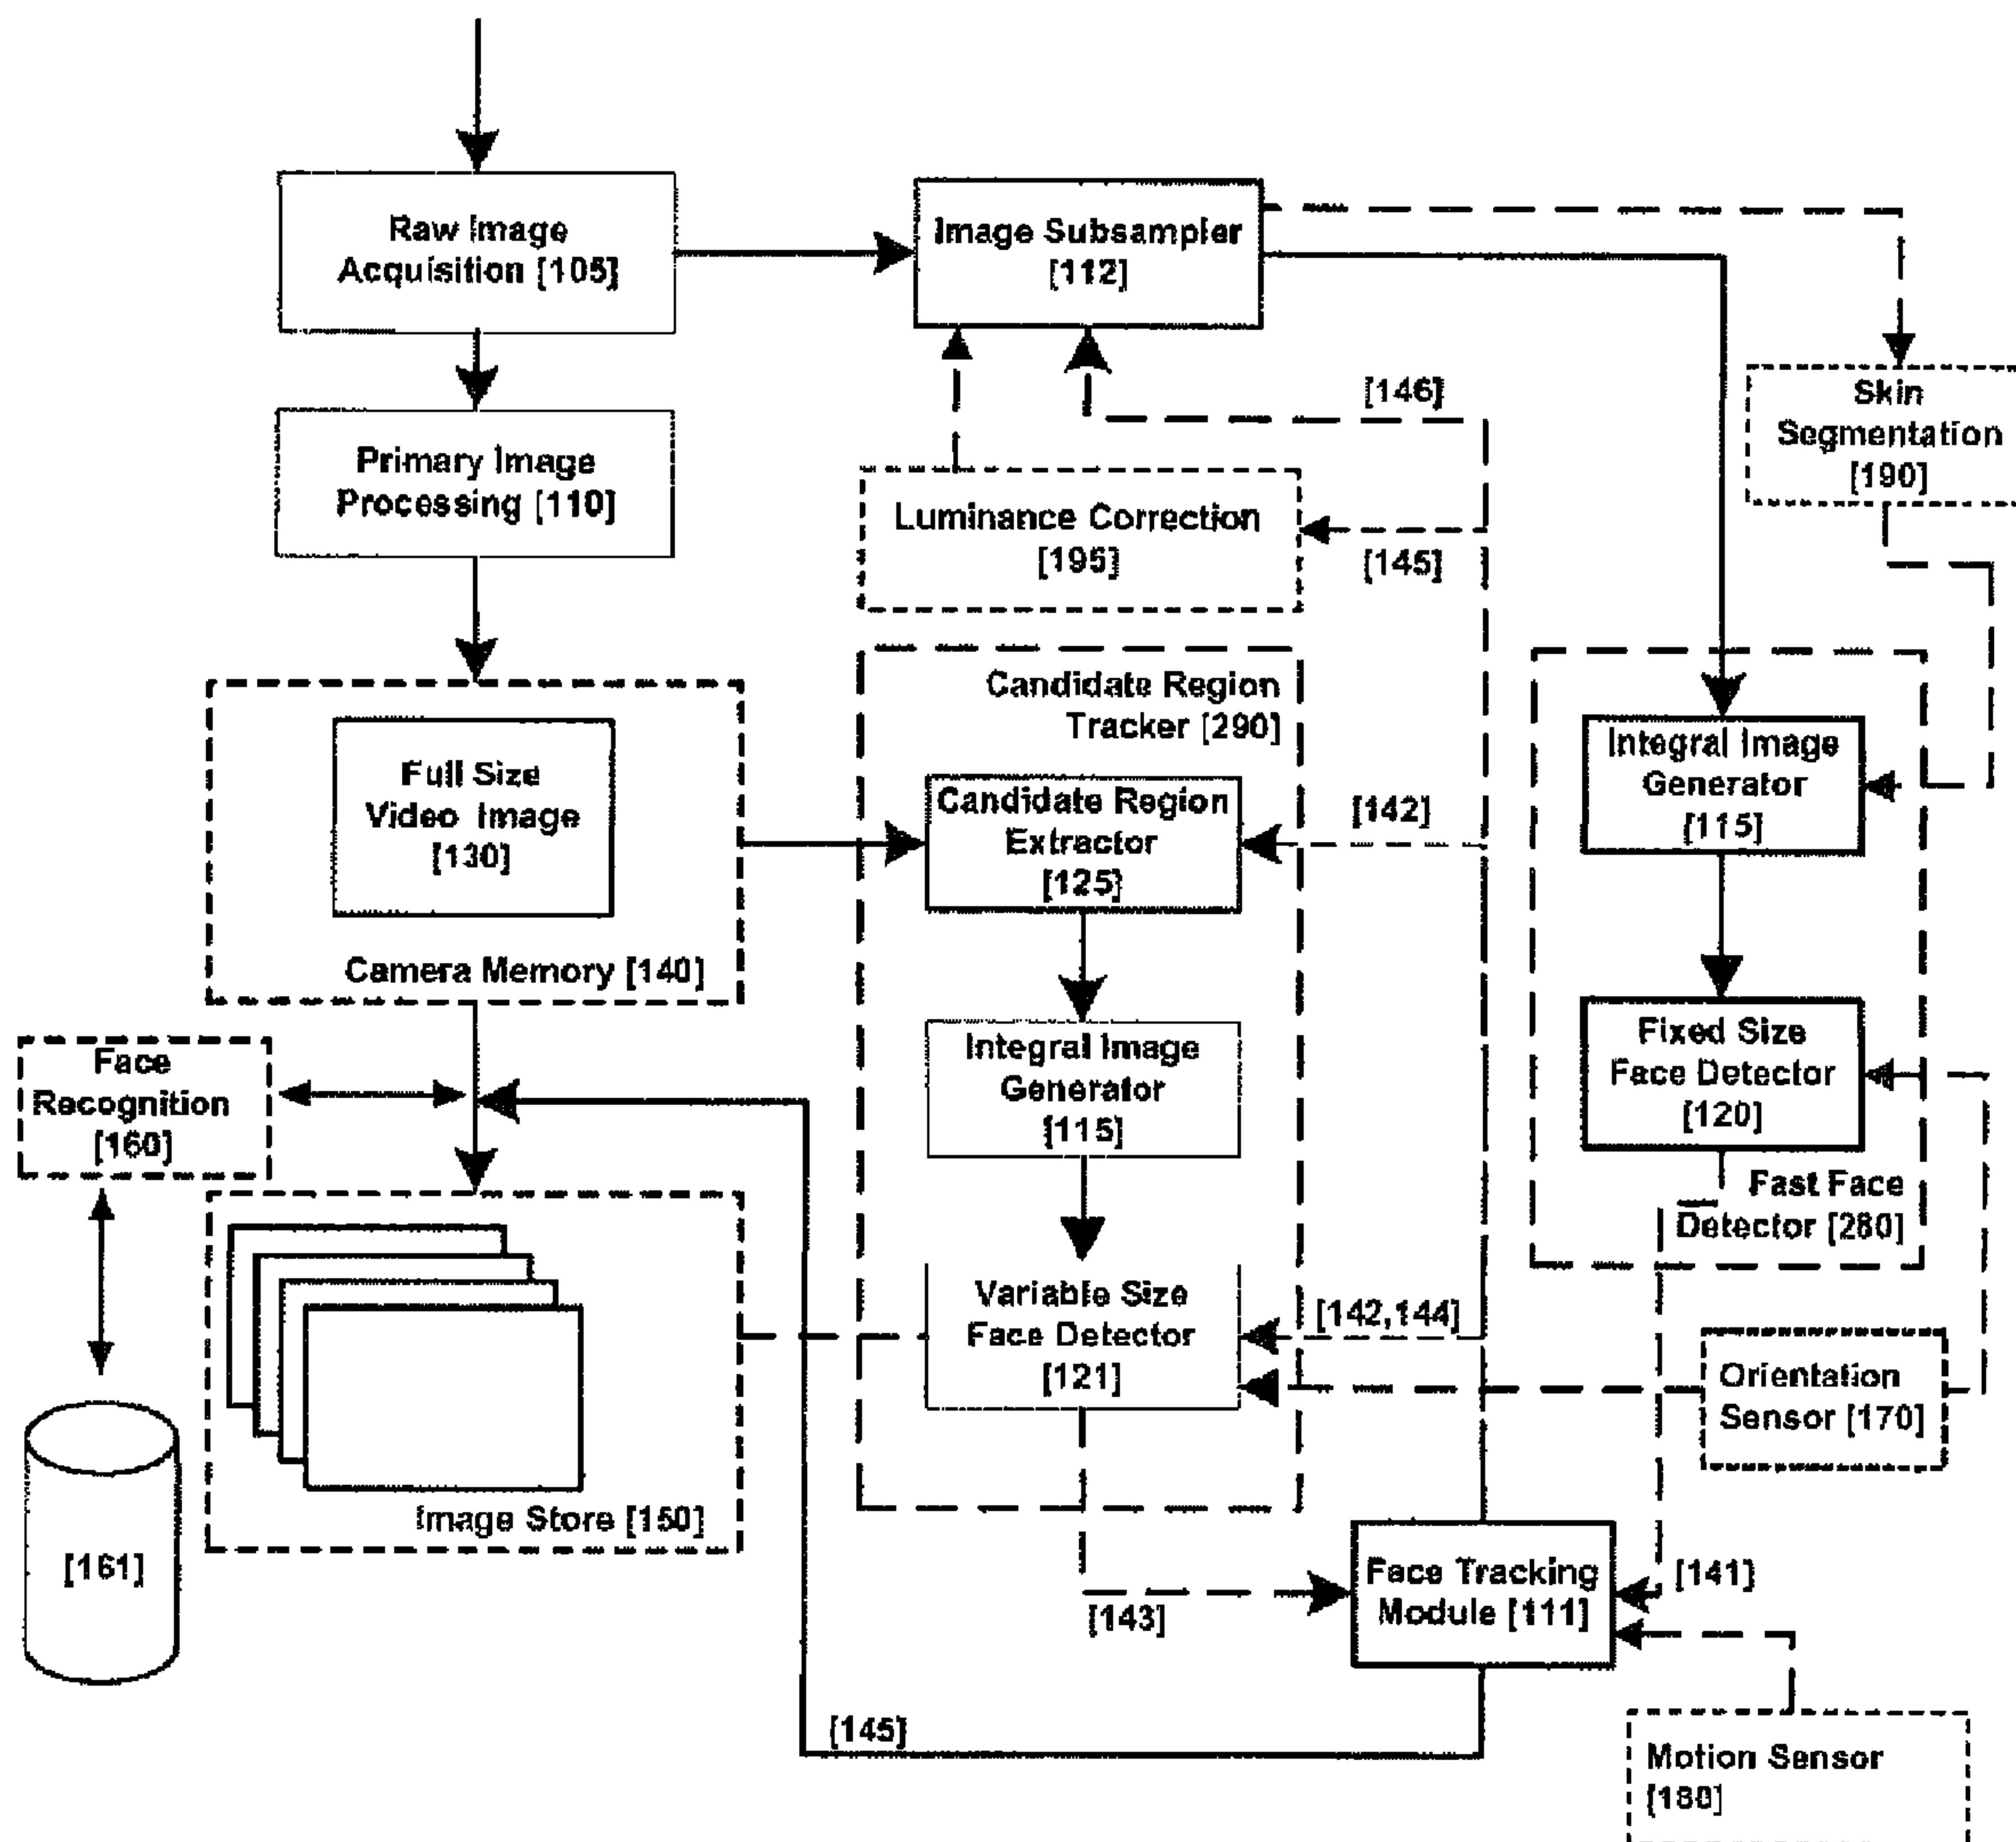 Raw Image
Acquisition [105]
Image Subsampler
[112]
Primary Image
Processing [110]
[146]
Skin
Segmentation
[190]
Luminance Correction
[195]
[145]
Full Size
Video Image
[130]
Camera Memory [140]
Candidate Region
Tracker [290]
Candidate Region
Extractor
[125]
[142]
Integral Image
Generator
[115]
Integral Image
Generator
[115]
Fixed Size
Face Detector
[120]
Fast Face
Detector [280]
Face
Recognition
[160]
Variable Size
Face Detector
[121]
[142,144]
Orientation
Sensor [170]
Image Store [150]
[161]
[143]
Face Tracking
Module [111]
[141]
[145]
Motion Sensor
[180]